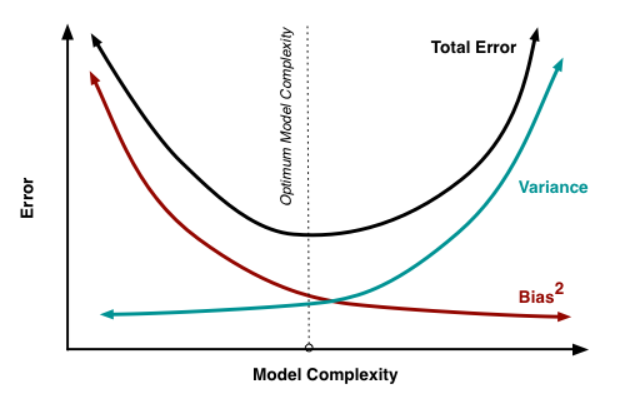 Total Error
Optimum Model Complexity
Error
Variance
Bias²
Model Complexity